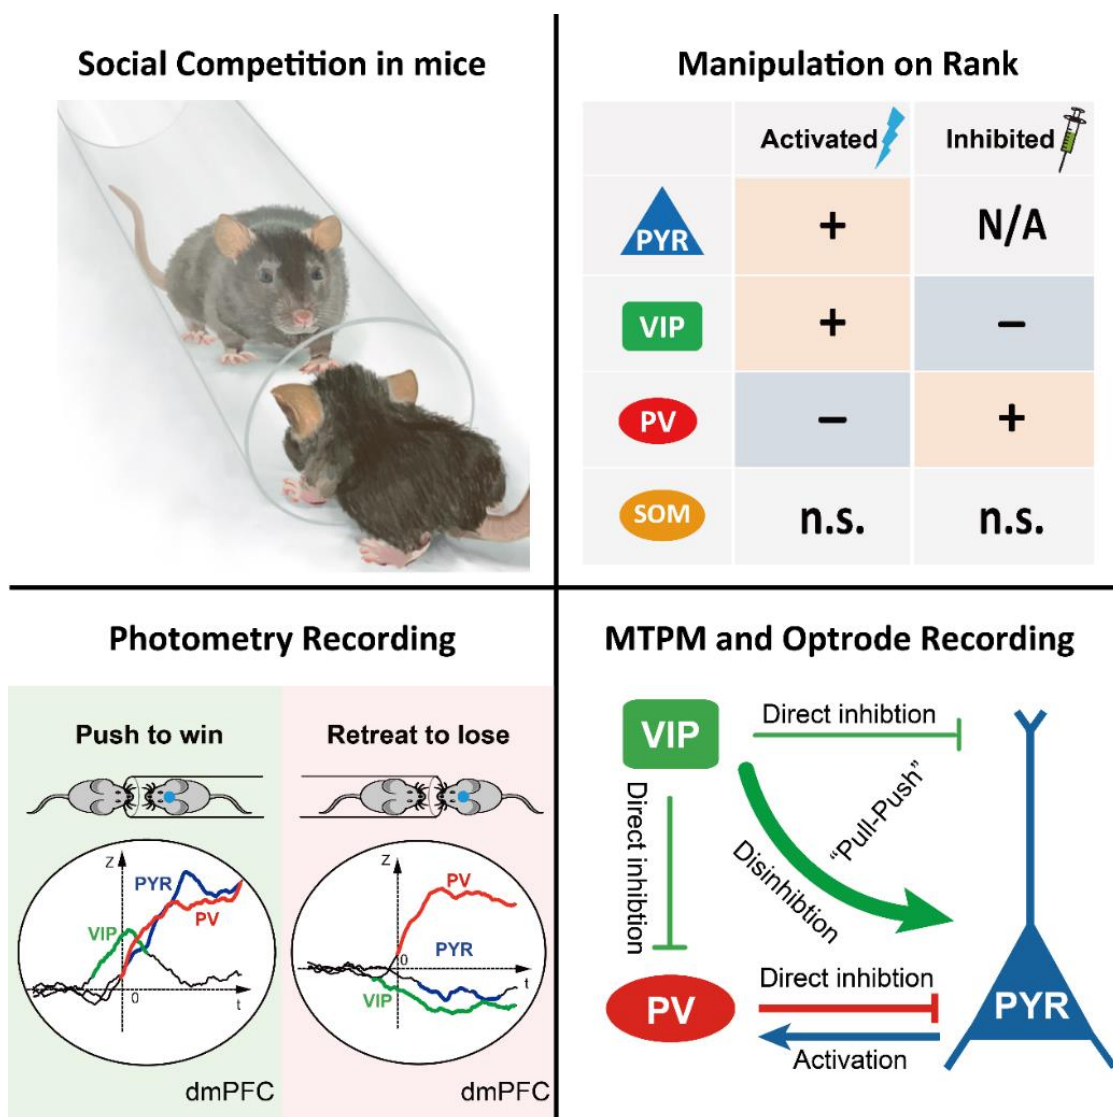 Social Competition in mice
Manipulation on Rank
Activated
Inhibited
PYR
+
N/A
VIP
+
−
PV
−
+
SOM
n.s.
n.s.
Photometry Recording
Push to win
Retreat to lose
Z
PYR
PV
VIP
0
t
dmPFC
Z
PV
PYR
0
VIP
t
dmPFC
MTPM and Optrode Recording
VIP
Direct inhibtion
Direct inhibtion
Disinhibtion
"Pull-Push"
PV
Direct inhibtion
Activation
PYR